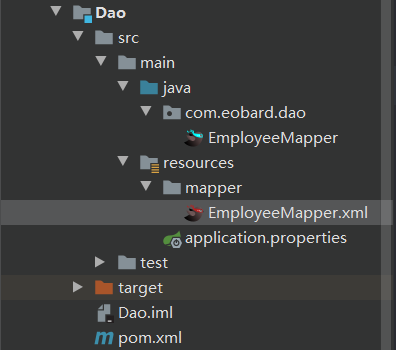 Dao
src
main
java
com.eobard.dao
EmployeeMapper
resources
mapper
EmployeeMapper.xml
application.properties
test
target
Dao.iml
pom.xml